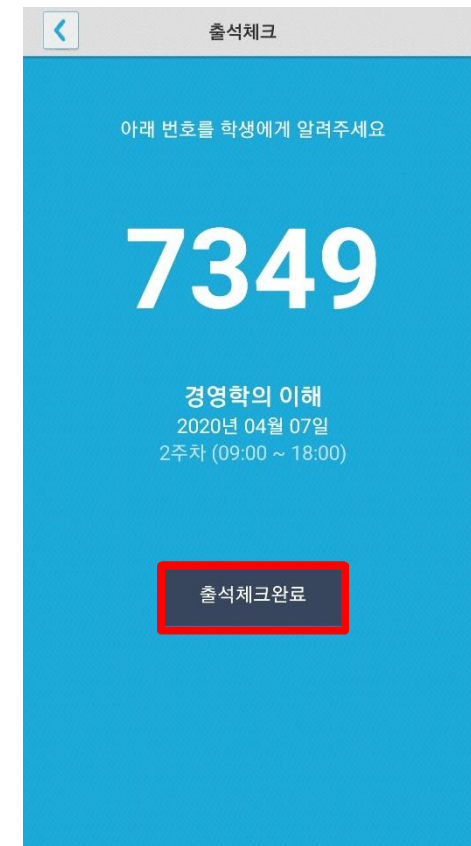 출석체크
아래 번호를 학생에게 알려주세요
7349
경영학의 이해
2020년 04월 07일
2주차 (09:00 ~ 18:00)
출석체크완료